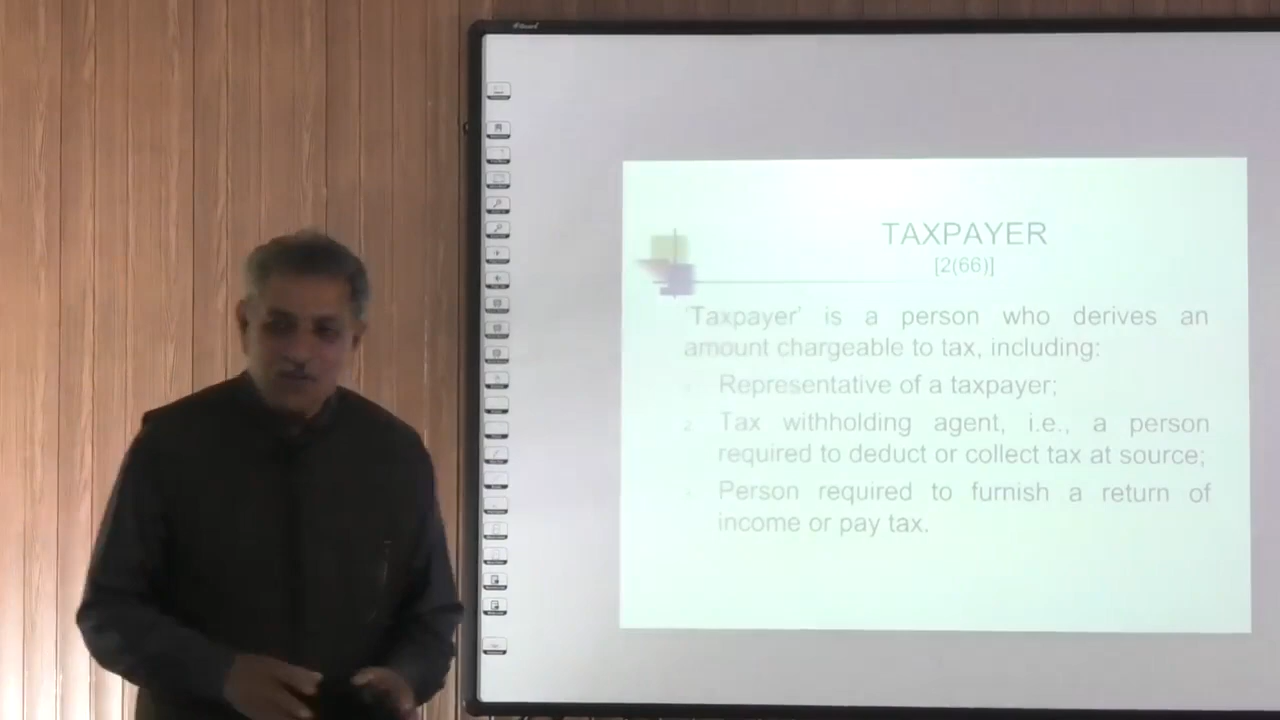 TAXPAYER
[2(66)]
'Taxpayer' is a person who derives an
amount chargeable to tax, including:
Representative of a taxpayer;
2. Tax withholding agent, i.e., a person
required to deduct or collect tax at source;
Person required to furnish a return of
income or pay tax.